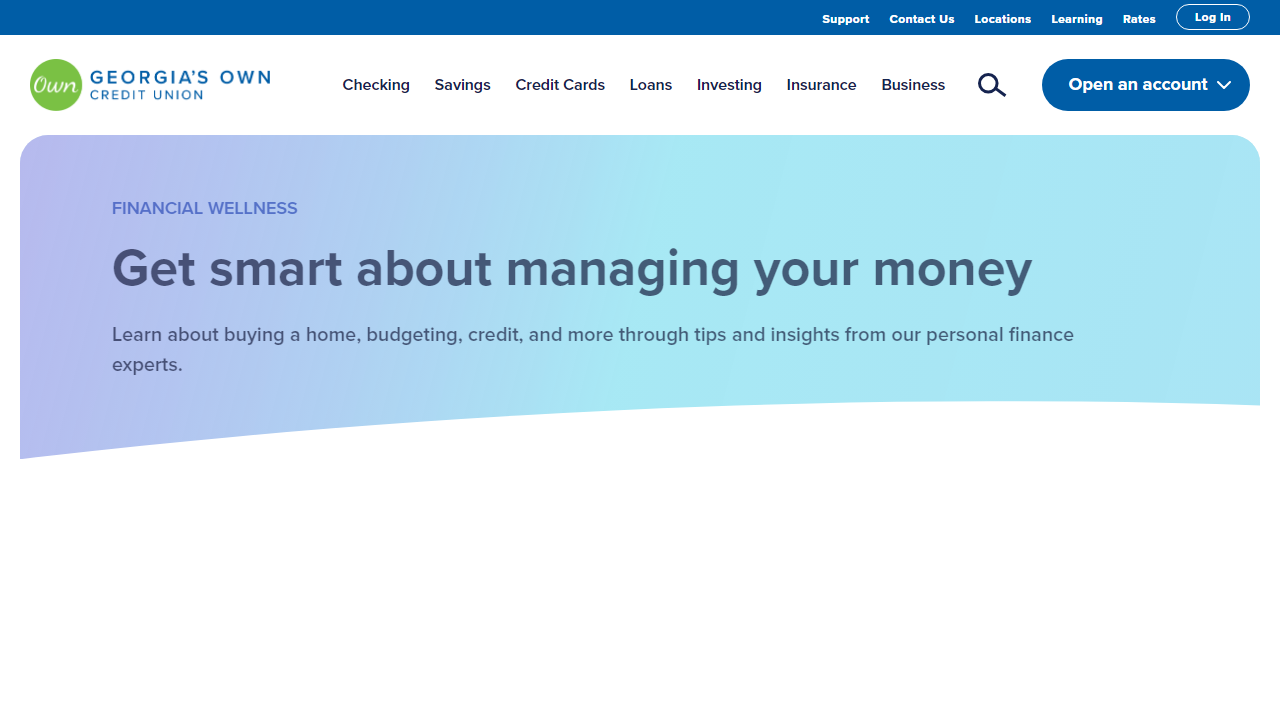 Support Contact Us Locations Learning Rates Log In
Own GEORGIA'S OWN
CREDIT UNION
Checking Savings Credit Cards Loans Investing Insurance Business Open an account
FINANCIAL WELLNESS
Get smart about managing your money
Learn about buying a home, budgeting, credit, and more through tips and insights from our personal finance
experts.